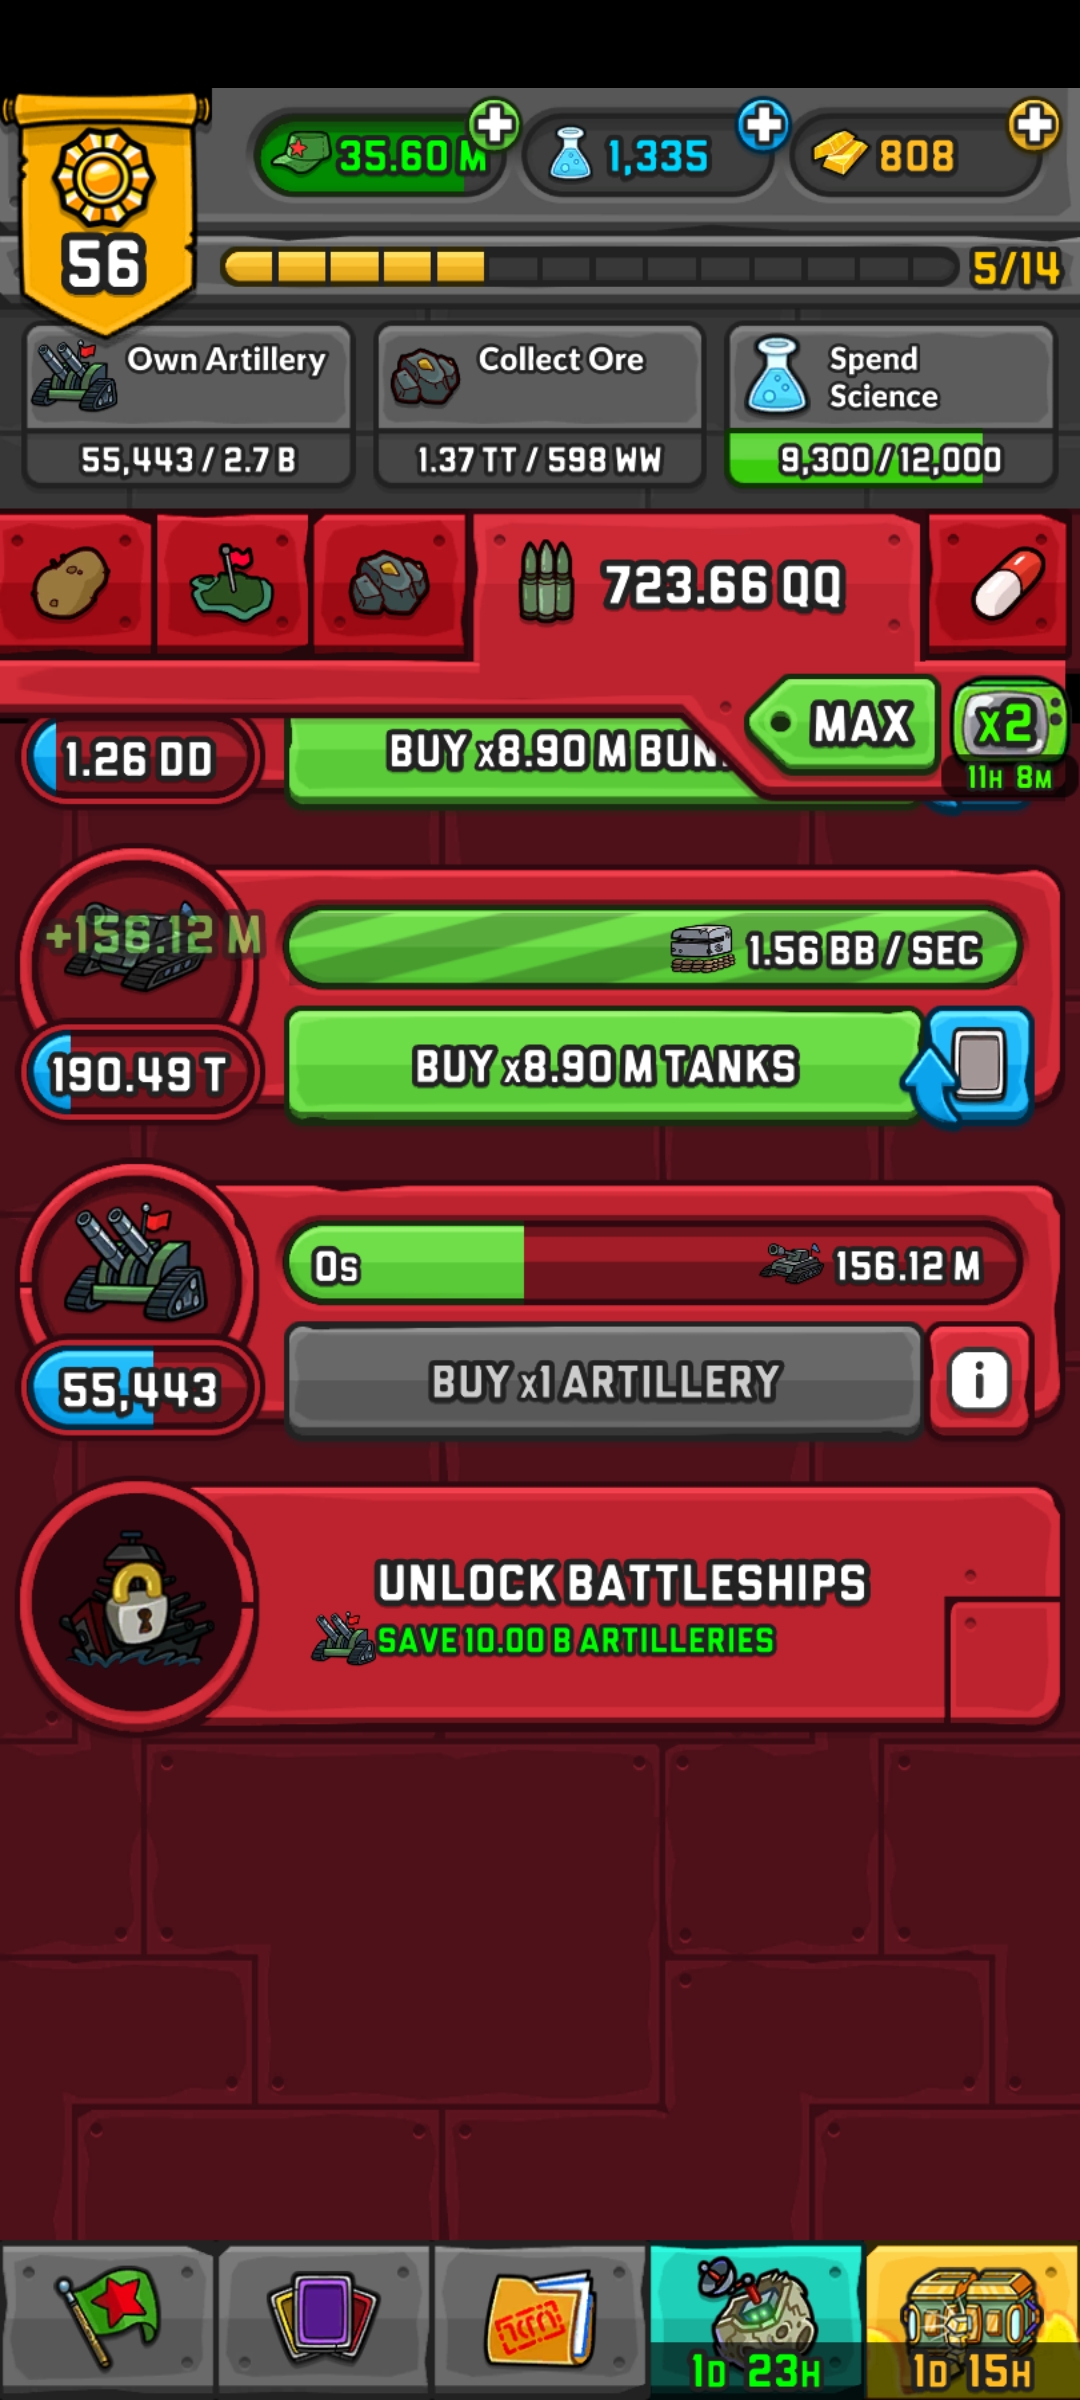 35.60 M
1,335
808
56
5/14
Own Artillery
55,443 / 2.7 B
Collect Ore
1.37 TT / 598 WW
Spend
Science
9,300 / 12,000
723.66 QQ
MAX
x2
11H 8M
1.26 DD
BUY x8.90 M BUN
+156.12 M
1.56 BB / SEC
190.49 T
BUY x8.90 M TANKS
0s
156.12 M
55,443
BUY x1 ARTILLERY
i
UNLOCK BATTLESHIPS
SAVE 10.00 B ARTILLERIES
1D 23H
1D 15H